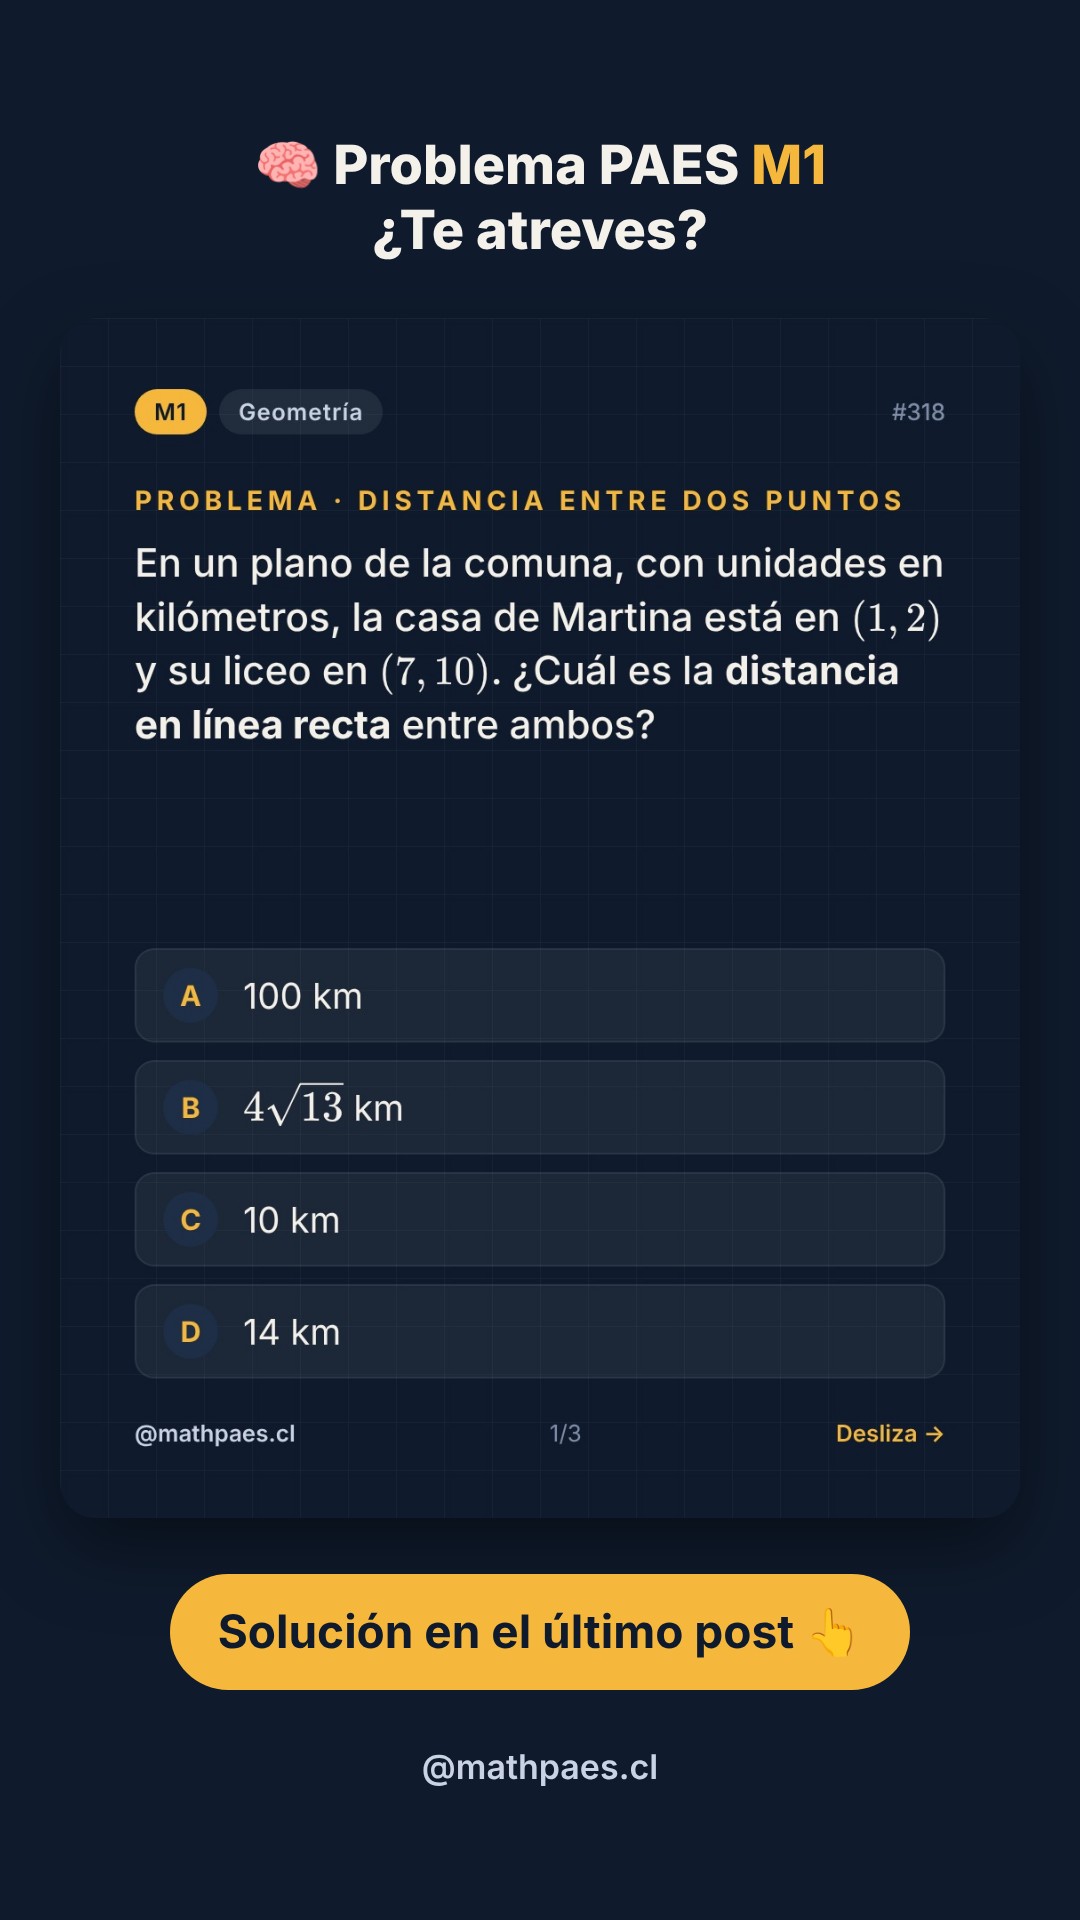 🧠 Problema PAES M1
¿Te atreves?
M1 Geometría #318
PROBLEMA · DISTANCIA ENTRE DOS PUNTOS
En un plano de la comuna, con unidades en
kilómetros, la casa de Martina está en (1, 2)
y su liceo en (7, 10). ¿Cuál es la distancia
en línea recta entre ambos?
A 100 km
B 4√13 km
C 10 km
D 14 km
@mathpaes.cl 1/3 Desliza →
Solución en el último post 👆
@mathpaes.cl